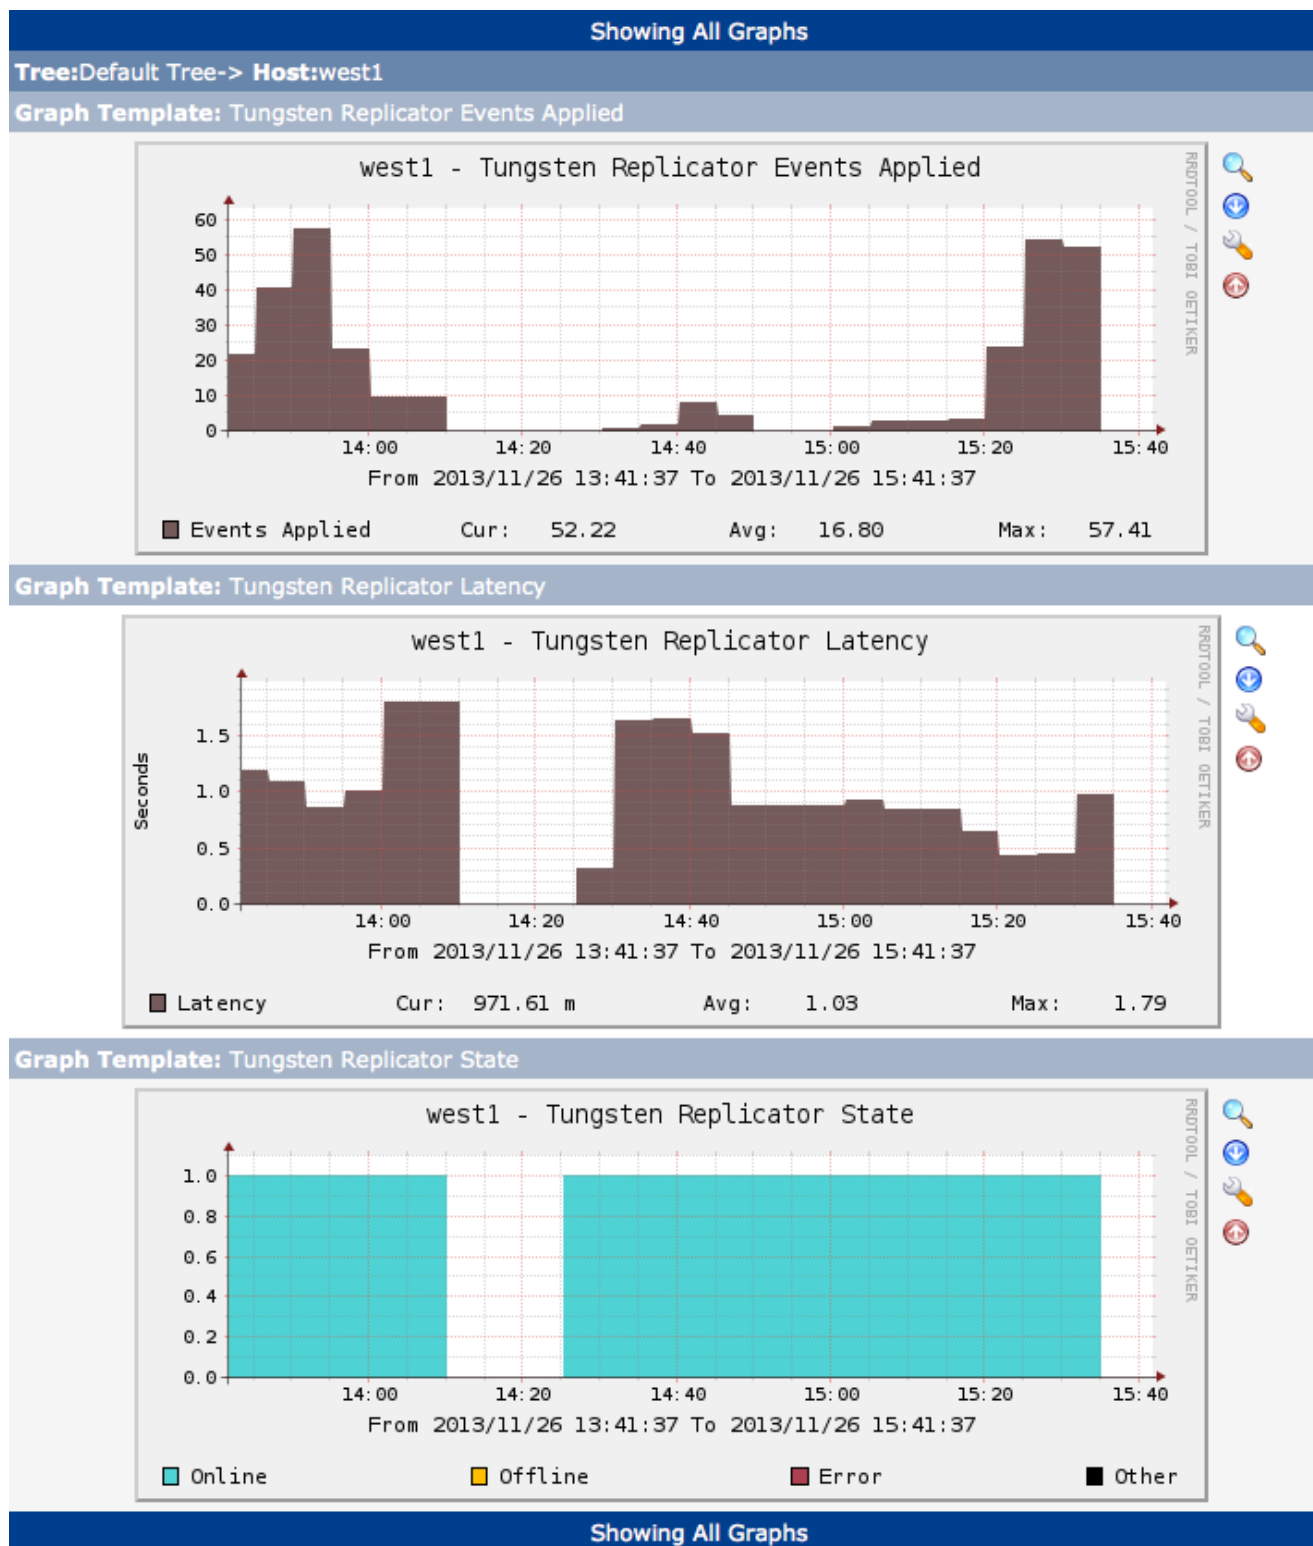 Showing All Graphs
Tree:Default Tree-> Host:west1
Graph Template: Tungsten Replicator Events Applied
west1 - Tungsten Replicator Events Applied
RRDTOOL / TOBI OETIKER
60
50
40
30
20
10
0
14:00 14:20 14:40 15:00 15:20 15:40
From 2013/11/26 13:41:37 To 2013/11/26 15:41:37
Events Applied Cur: 52.22 Avg: 16.80 Max: 57.41
Graph Template: Tungsten Replicator Latency
west1 - Tungsten Replicator Latency
RRDTOOL / TOBI OETIKER
Seconds
1.5
1.0
0.5
0.0
14:00 14:20 14:40 15:00 15:20 15:40
From 2013/11/26 13:41:37 To 2013/11/26 15:41:37
Latency Cur: 971.61 m Avg: 1.03 Max: 1.79
Graph Template: Tungsten Replicator State
west1 - Tungsten Replicator State
RRDTOOL / TOBI OETIKER
1.0
0.8
0.6
0.4
0.2
0.0
14:00 14:20 14:40 15:00 15:20 15:40
From 2013/11/26 13:41:37 To 2013/11/26 15:41:37
Online Offline Error Other
Showing All Graphs